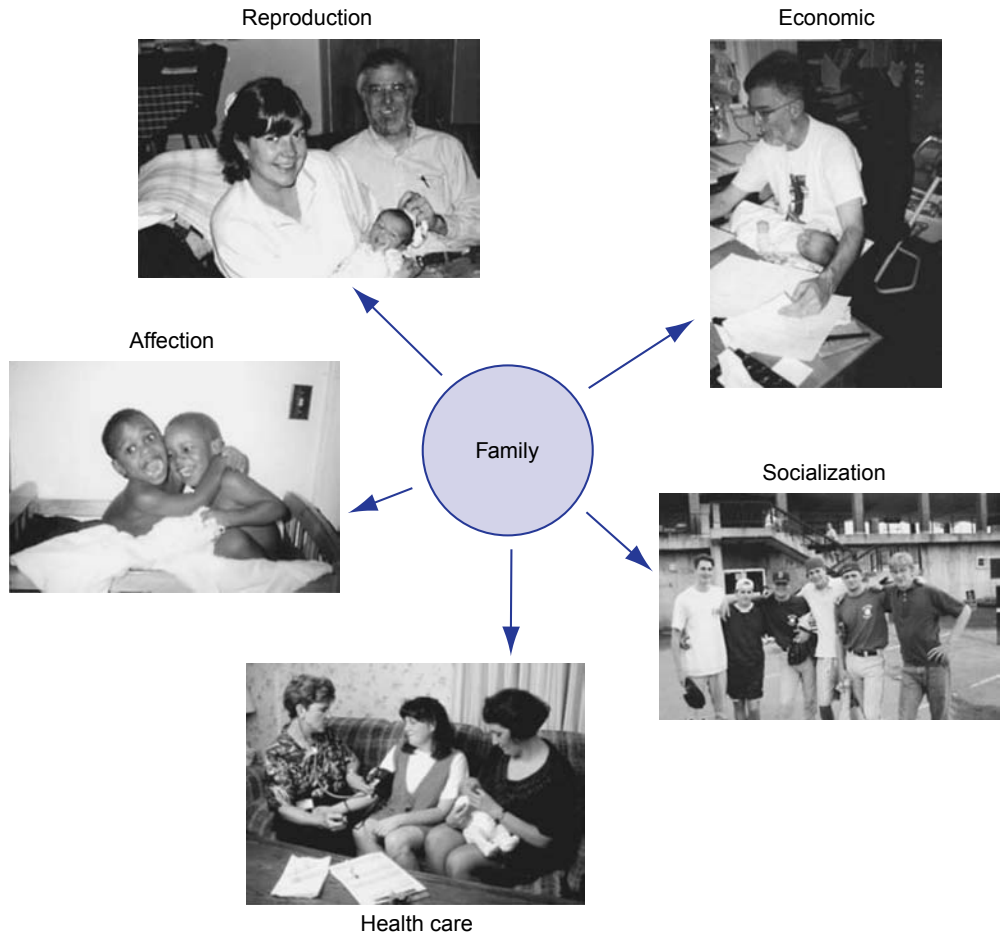 Reproduction
Economic
Affection
Family
Socialization
Health care